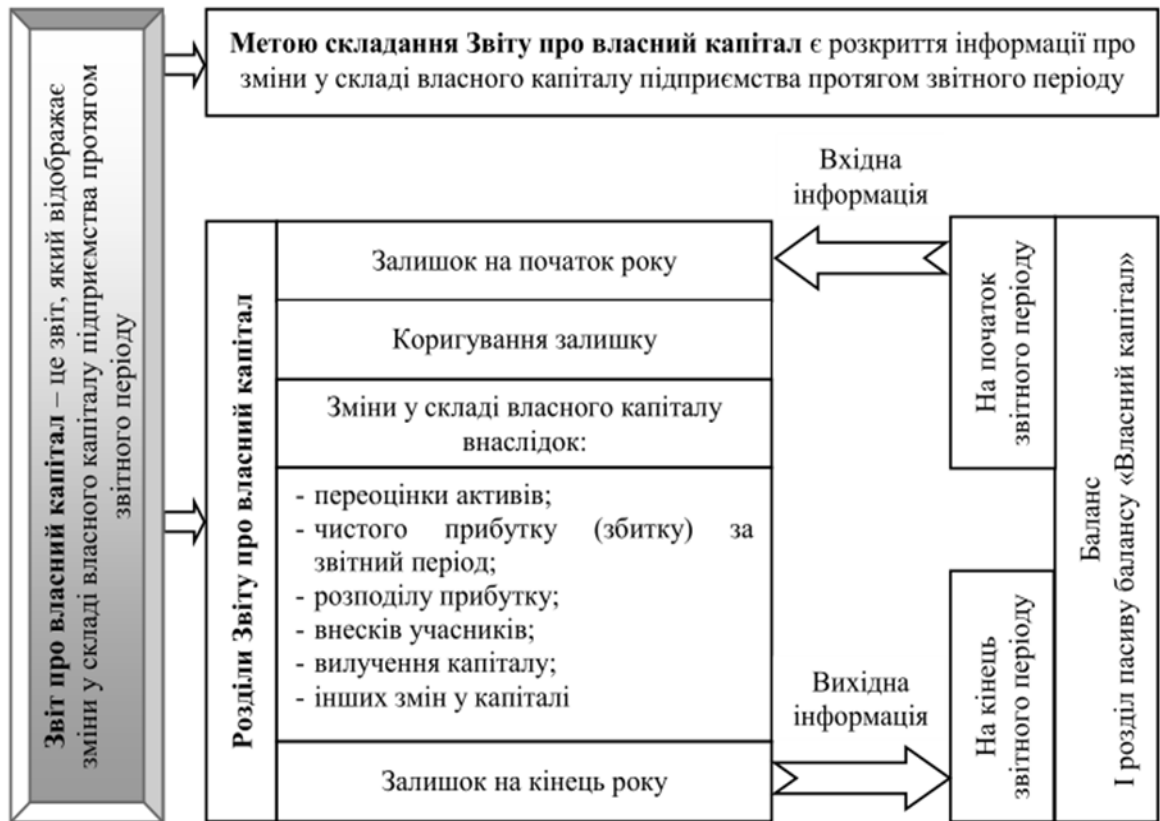 Звіт про власний капітал – це звіт, який відображає
зміни у складі власного капіталу підприємства протягом
звітного періоду
Метою складання Звіту про власний капітал є розкриття інформації про
зміни у складі власного капіталу підприємства протягом звітного періоду
Розділи Звіту про власний капітал
Залишок на початок року
Коригування залишку
Зміни у складі власного капіталу
внаслідок:
- переоцінки активів;
- чистого прибутку (збитку) за
звітний період;
- розподілу прибутку;
- внесків учасників;
- вилучення капіталу;
- інших змін у капіталі
Залишок на кінець року
Вхідна
інформація
Вихідна
інформація
На початок
звітного періоду
На кінець
звітного періоду
Баланс
І розділ пасиву балансу «Власний капітал»